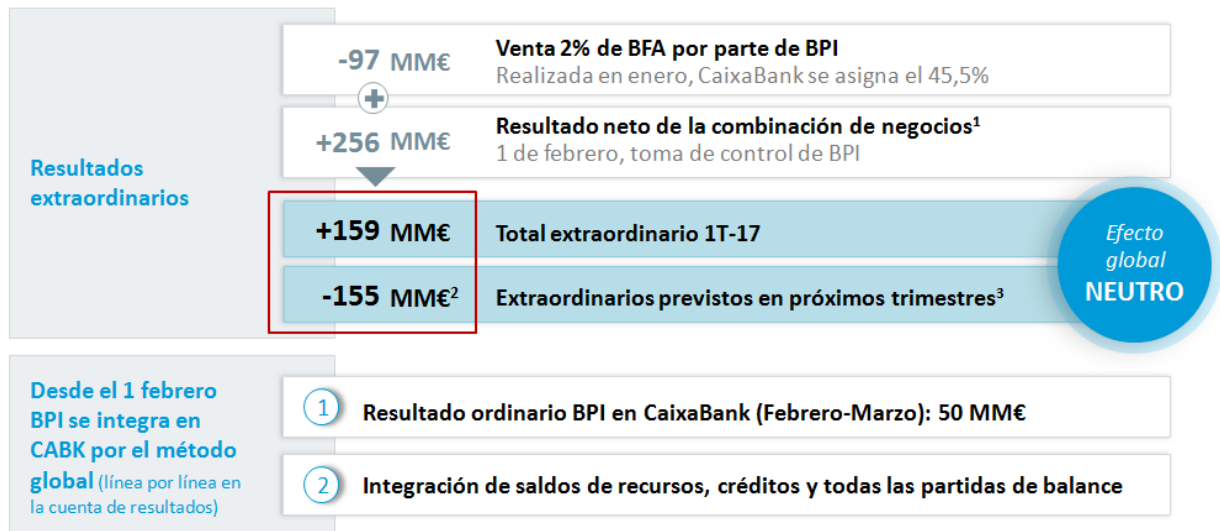 -97 MM€
Venta 2% de BFA por parte de BPI
Realizada en enero, CaixaBank se asigna el 45,5%
+256 MM€
Resultado neto de la combinación de negocios¹
1 de febrero, toma de control de BPI
Resultados
extraordinarios
+159 MM€
Total extraordinario 1T-17
-155 MM€²
Extraordinarios previstos en próximos trimestres³
Efecto
global
NEUTRO
Desde el 1 febrero
BPI se integra en
CABK por el método
global (línea por línea en
la cuenta de resultados)
1
Resultado ordinario BPI en CaixaBank (Febrero-Marzo): 50 MM€
2
Integración de saldos de recursos, créditos y todas las partidas de balance